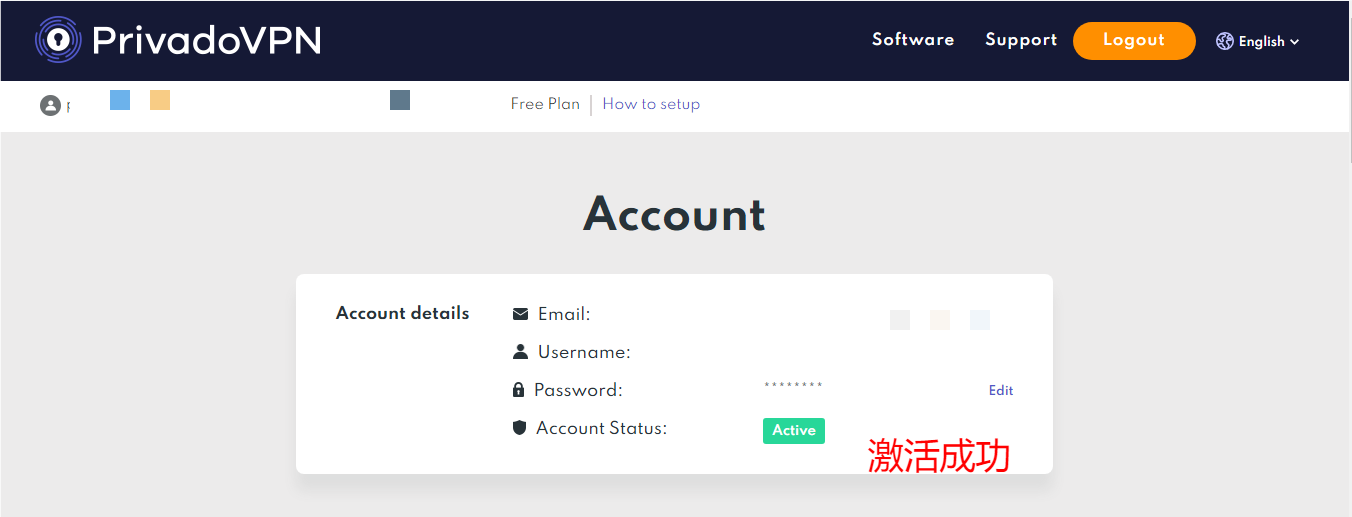 PrivadoVPN
Software Support Logout English
Free Plan | How to setup
Account
Account details
Email:
Username:
Password: ******** Edit
Account Status: Active
激活成功